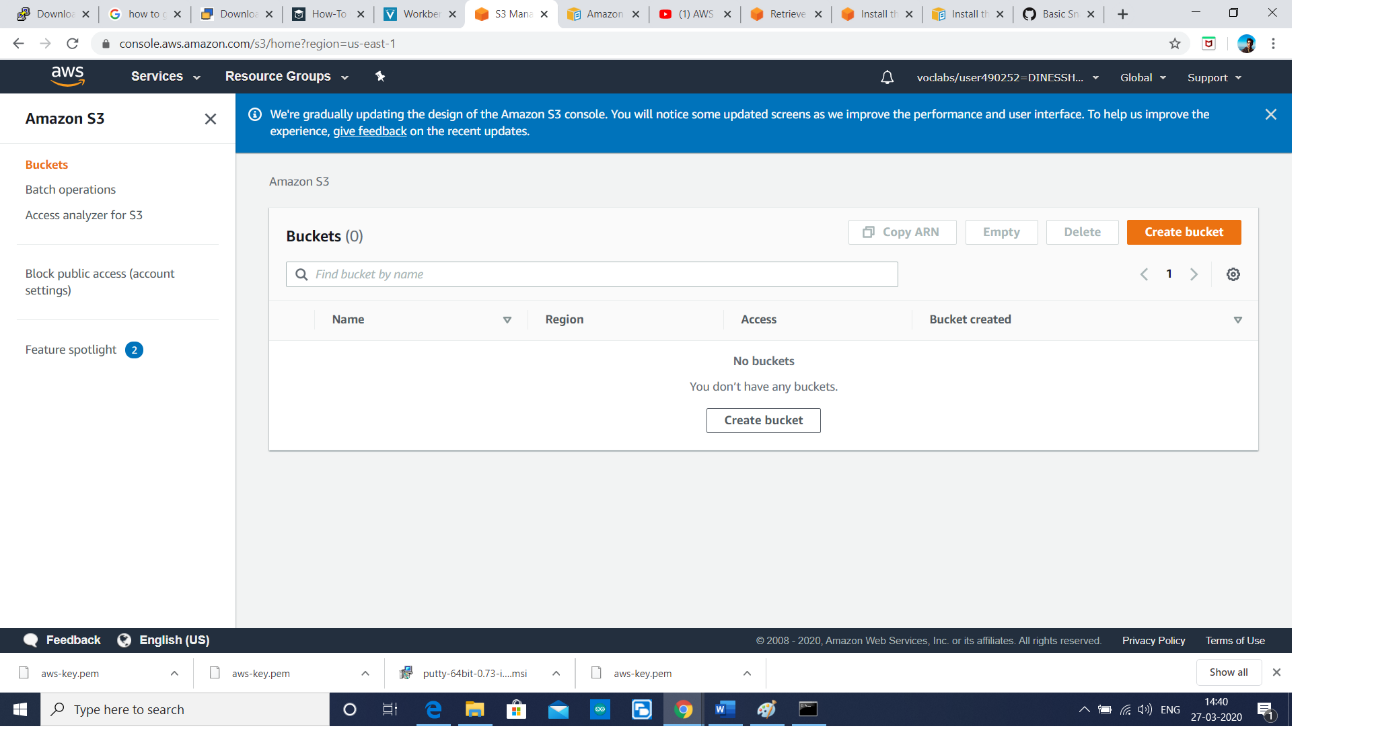 Downloa
how to g
Downloa
How-To
Workben
S3 Mana
Amazon
(1) AWS
Retrieve
Install th
Install th
Basic Sn
console.aws.amazon.com/s3/home?region=us-east-1
aws
Services
Resource Groups
voclabs/user490252=DINESSH...
Global
Support
Amazon S3
We're gradually updating the design of the Amazon S3 console. You will notice some updated screens as we improve the performance and user interface. To help us improve the
experience, give feedback on the recent updates.
Buckets
Batch operations
Access analyzer for S3
Block public access (account
settings)
Feature spotlight 2
Amazon S3
Buckets (0)
Copy ARN
Empty
Delete
Create bucket
Find bucket by name
1
Name
Region
Access
Bucket created
No buckets
You don't have any buckets.
Create bucket
Feedback
English (US)
© 2008 - 2020, Amazon Web Services, Inc. or its affiliates. All rights reserved.
Privacy Policy
Terms of Use
aws-key.pem
aws-key.pem
putty-64bit-0.73-i....msi
aws-key.pem
Show all
Type here to search
ENG
14:40
27-03-2020
1